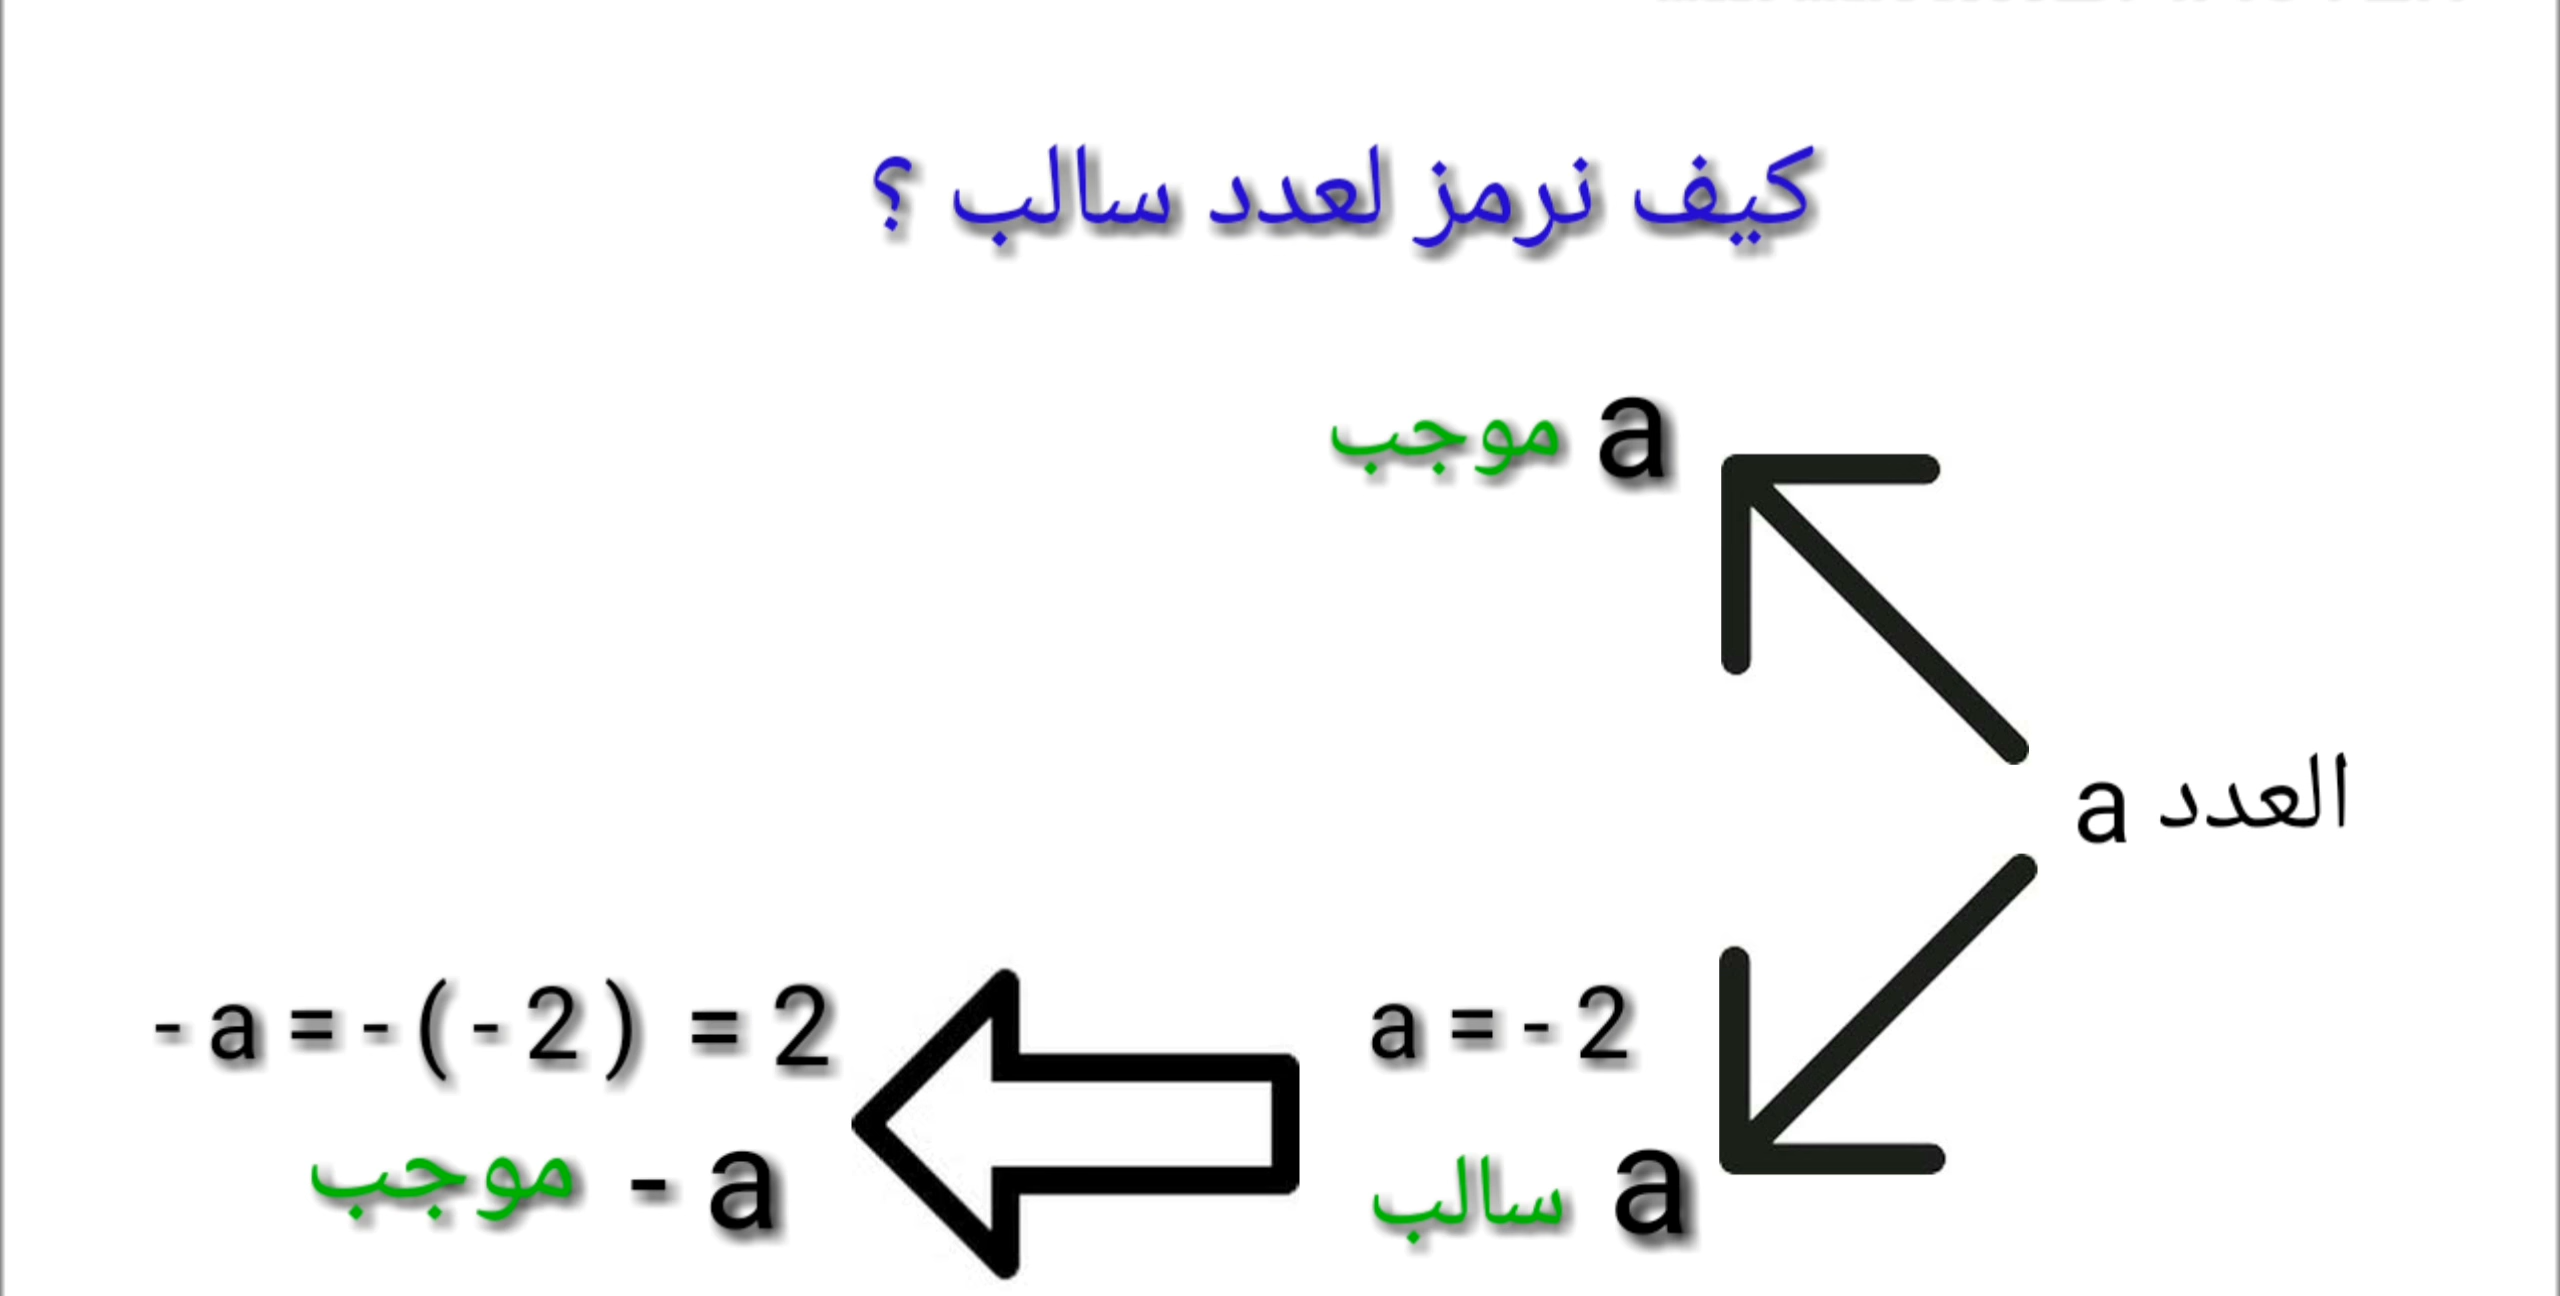 كيف نرمز لعدد سالب ؟
a موجب
العدد a
a = - 2
- a = - ( - 2 ) = 2
a سالب
- a موجب